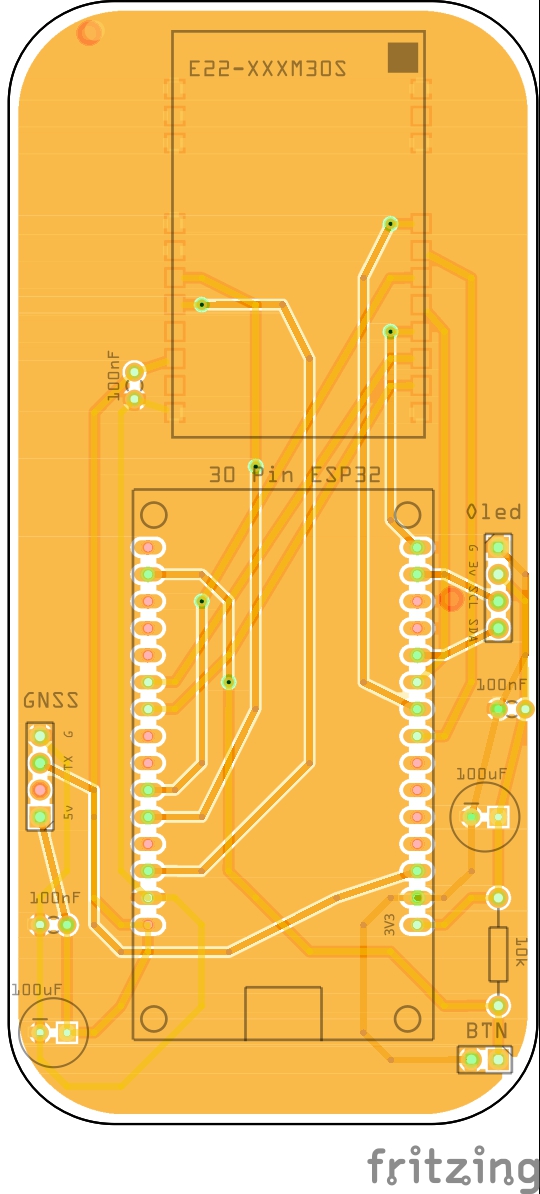 E22-XXXM30S
100nF
30 Pin ESP32
Oled
G 3v SCL SDA
GNSS
G
TX
5v
100nF
100uF
100nF
3V3
10k
100uF
BTN
fritzing